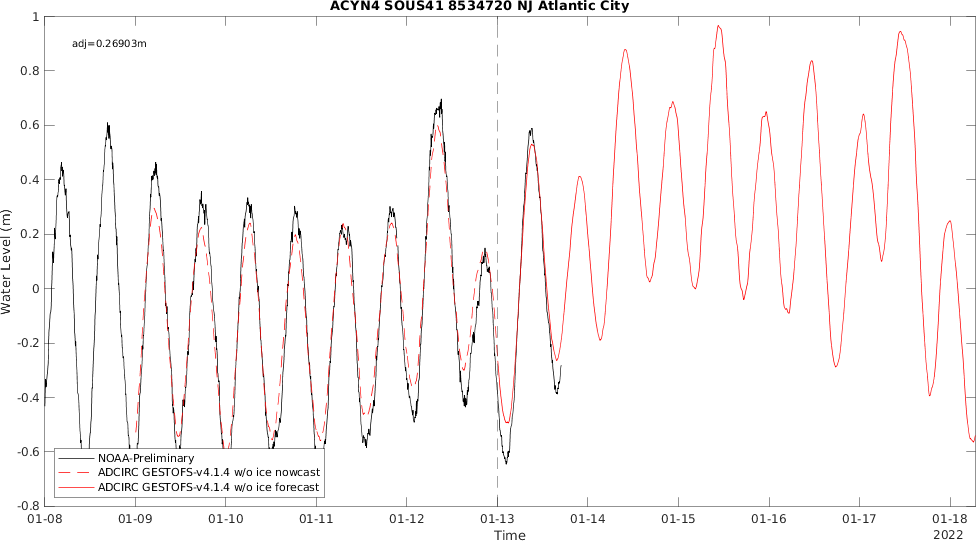 ACYN4 SOUS41 8534720 NJ Atlantic City
adj=0.26903m
1
0.8
0.6
0.4
0.2
0
-0.2
-0.4
-0.6
-0.8
Water Level (m)
NOAA-Preliminary
ADCIRC GESTOFS-v4.1.4 w/o ice nowcast
ADCIRC GESTOFS-v4.1.4 w/o ice forecast
01-08 01-09 01-10 01-11 01-12 01-13 01-14 01-15 01-16 01-17 01-18
Time
2022